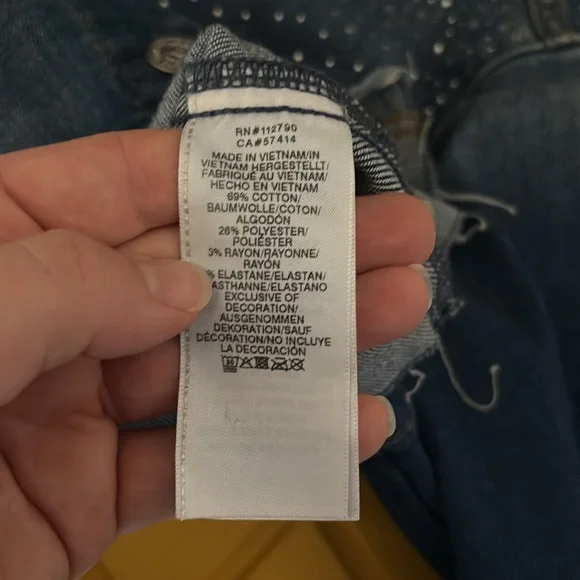 RN#112790
CA#57414
MADE IN VIETNAM/IN
VIETNAM HERGESTELLT/
FABRIQUÉ AU VIETNAM/
HECHO EN VIETNAM
69% COTTON/
BAUMWOLLE/COTON/
ALGODÓN
26% POLYESTER/
POLIÉSTER
3% RAYON/RAYONNE/
RAYÓN
% ELASTANE/ELASTAN/
ASTHANNE/ELASTANO
EXCLUSIVE OF
DECORATION/
AUSGENOMMEN
DEKORATION/SAUF
DÉCORATION/NO INCLUYE
LA DECORACIÓN